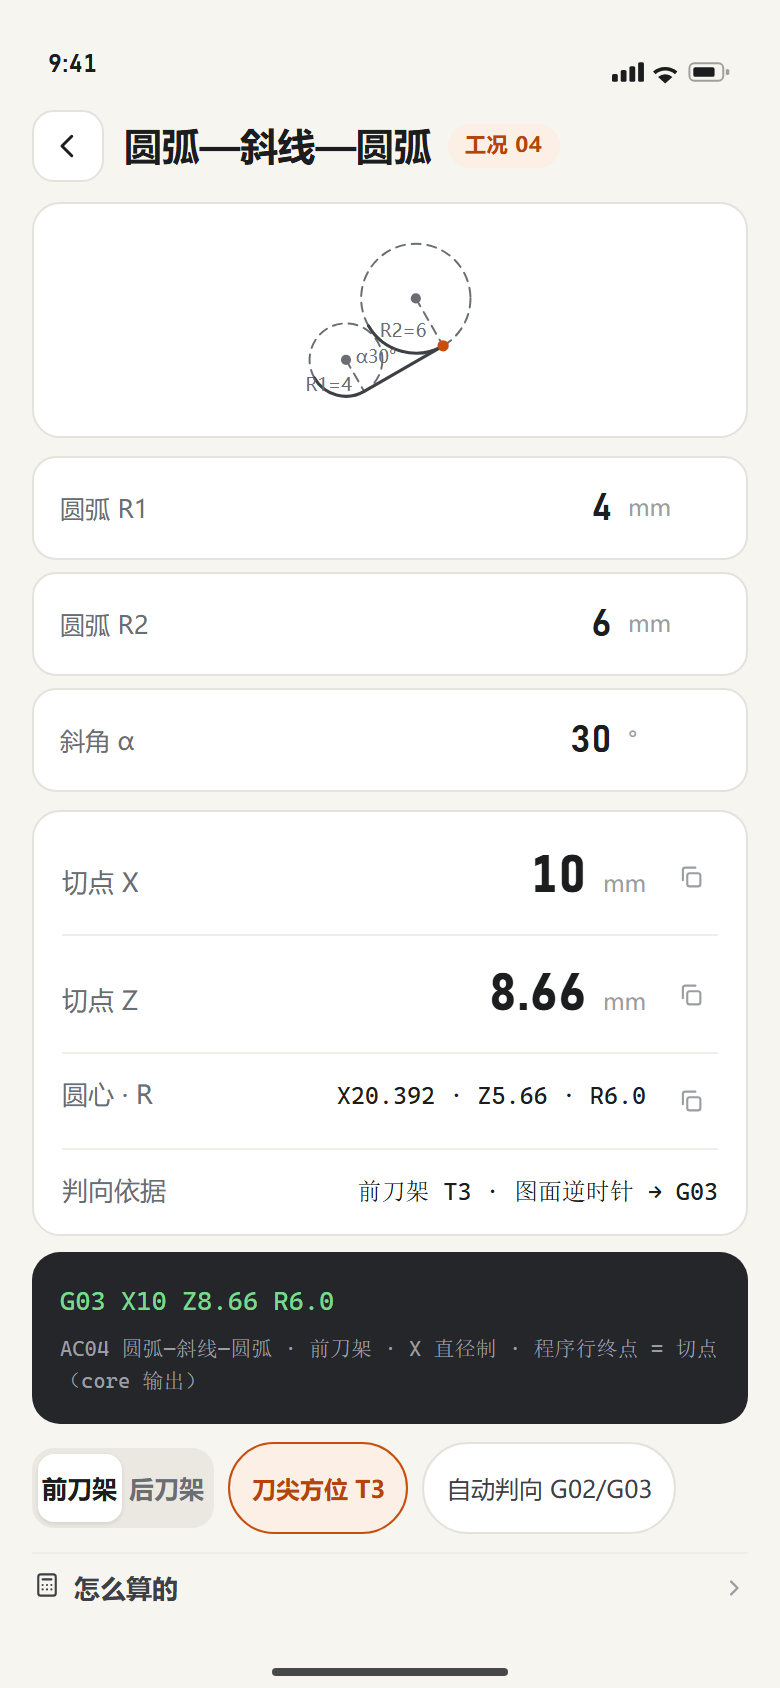 9:41
圆弧—斜线—圆弧 工况 04
R2=6
α30°
R1=4
圆弧 R1 4 mm
圆弧 R2 6 mm
斜角 α 30 °
切点 X 10 mm
切点 Z 8.66 mm
圆心 · R X20.392 · Z5.66 · R6.0
判向依据 前刀架 T3 · 图面逆时针 → G03
G03 X10 Z8.66 R6.0
AC04 圆弧—斜线—圆弧 · 前刀架 · X 直径制 · 程序行终点 = 切点
（core 输出）
前刀架 后刀架 刀尖方位 T3 自动判向 G02/G03
怎么算的